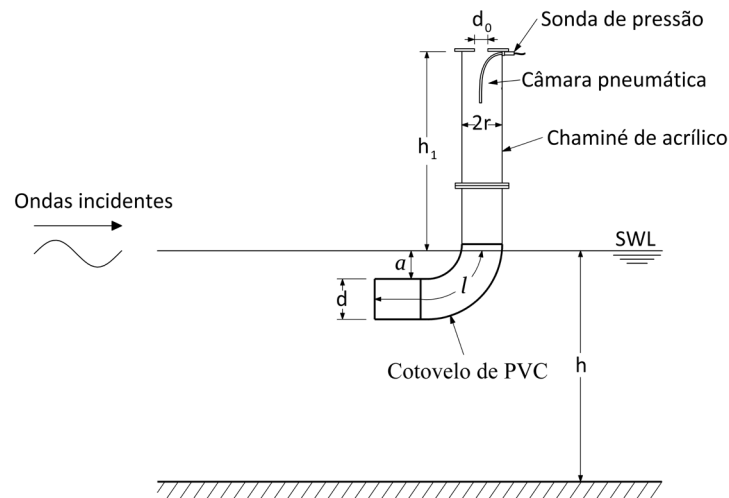 d₀
Sonda de pressão
Câmara pneumática
2r
h₁
Chaminé de acrílico
Ondas incidentes
SWL
a
l
d
h
Cotovelo de PVC